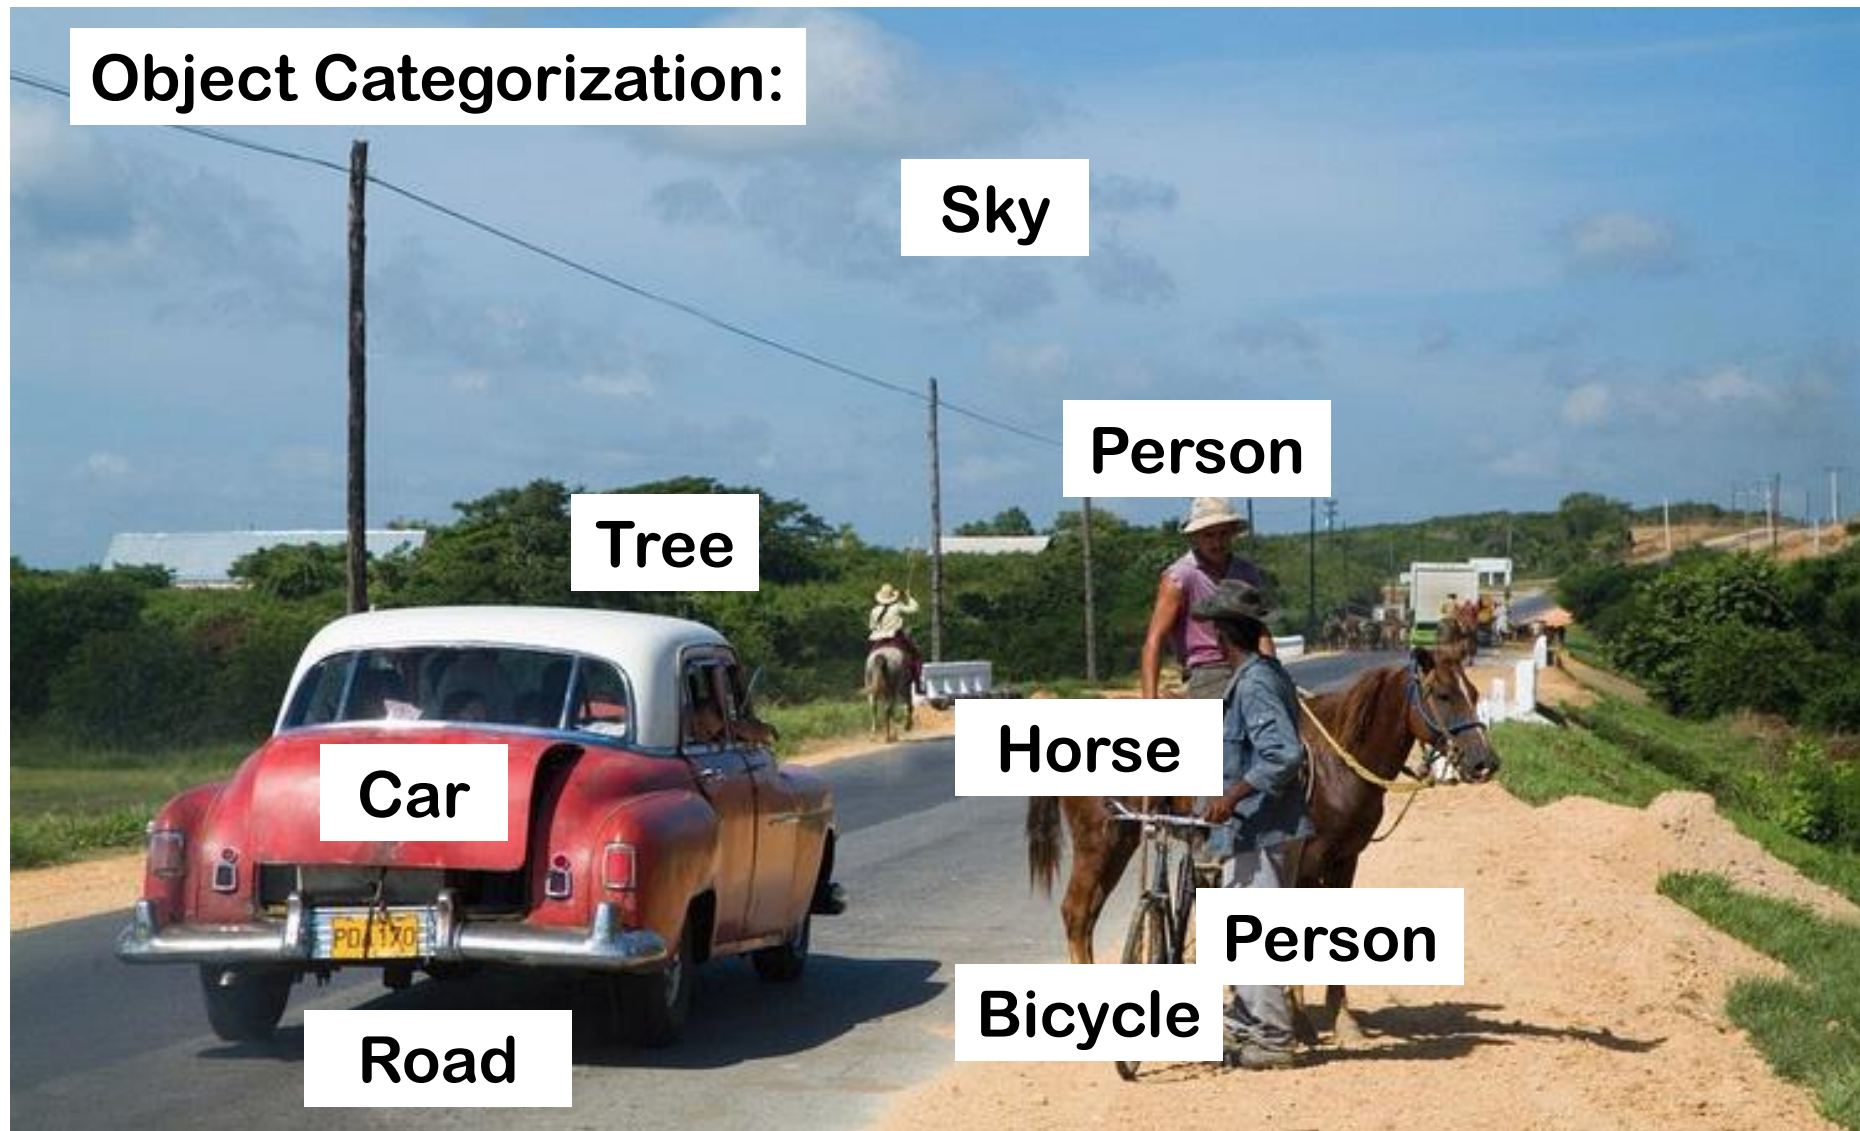 Object Categorization:
Sky
Person
Tree
Horse
Car
Person
Bicycle
Road